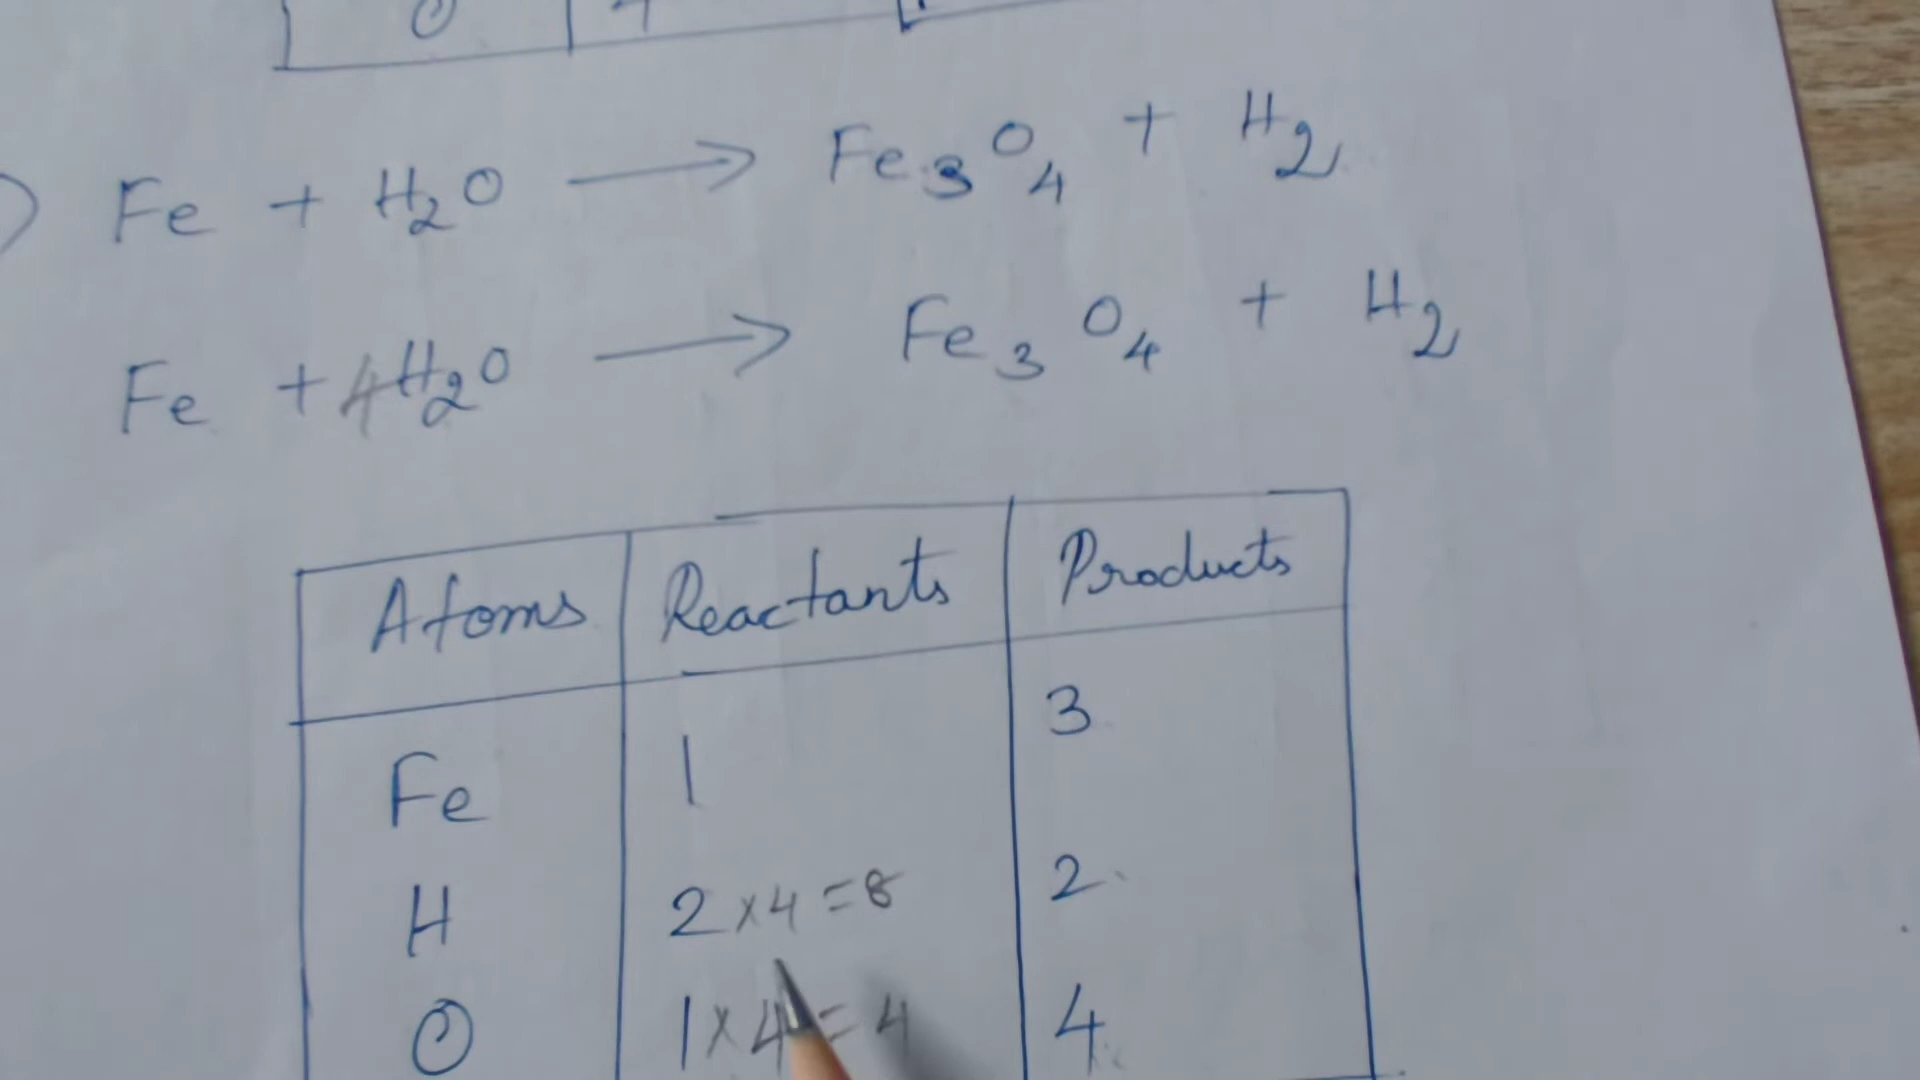 ) Fe + H₂O → Fe₃O₄ + H₂
Fe + 4H₂O → Fe₃O₄ + H₂
Atoms Reactants Products
Fe 1 3
H 2 × 4 = 8 2
O 1 × 4 = 4 4